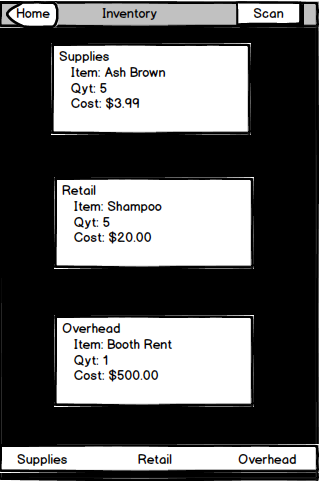 Home Inventory Scan
Supplies
Item: Ash Brown
Qyt: 5
Cost: $3.99
Retail
Item: Shampoo
Qyt: 5
Cost: $20.00
Overhead
Item: Booth Rent
Qyt: 1
Cost: $500.00
Supplies Retail Overhead